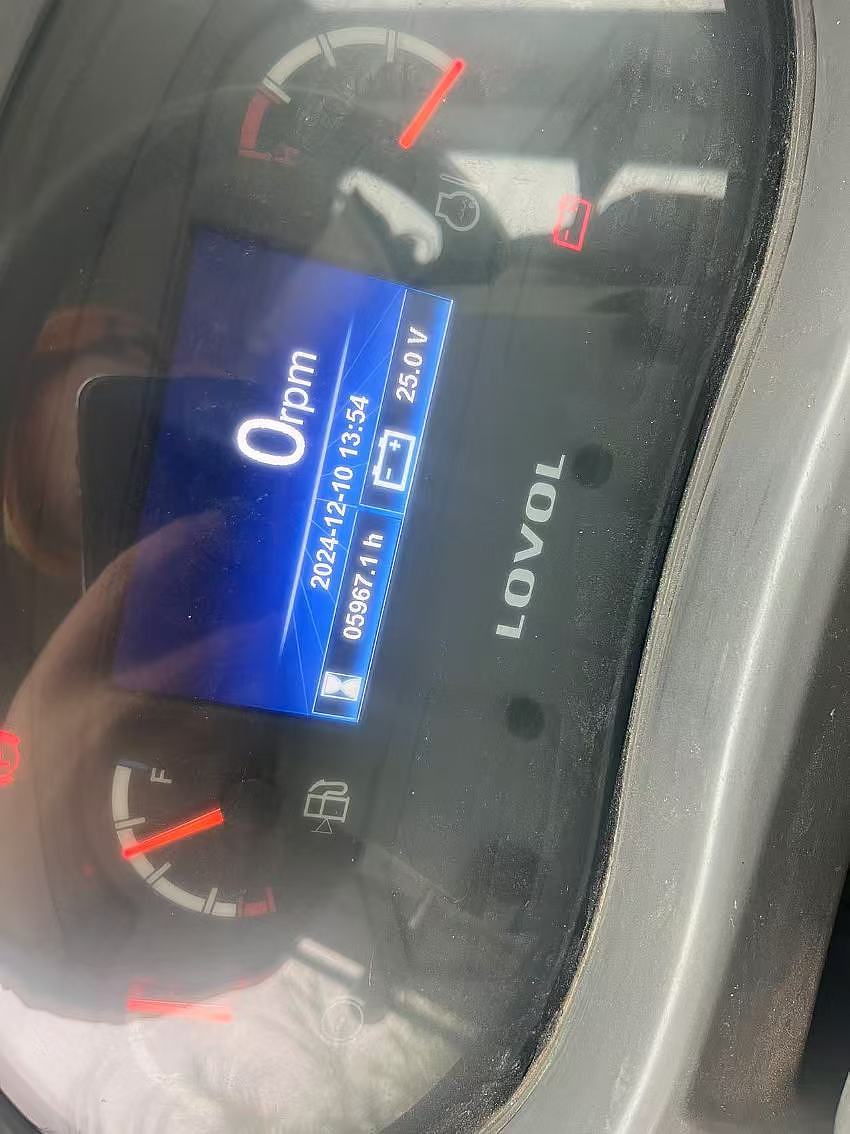 0rpm
2024-12-10 13:54
05967.1 h
25.0 V
F
LOVOL